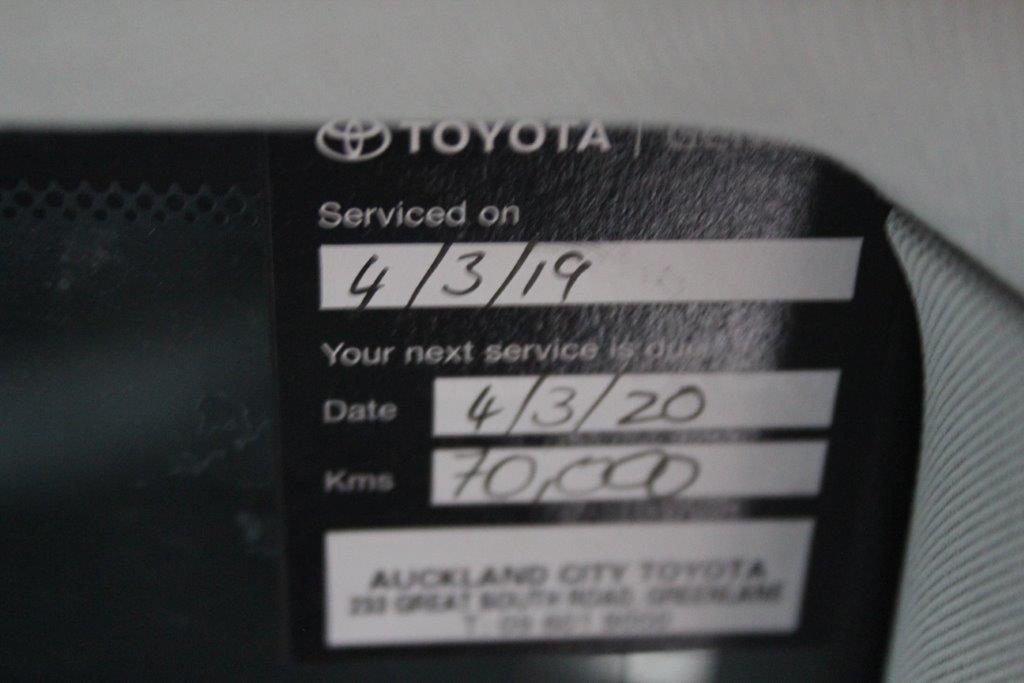 TOYOTA
Serviced on
4/3/19
Your next service is due
Date 4/3/20
Kms 70,000
AUCKLAND CITY TOYOTA
GREAT SOUTH ROAD, GREENLANE